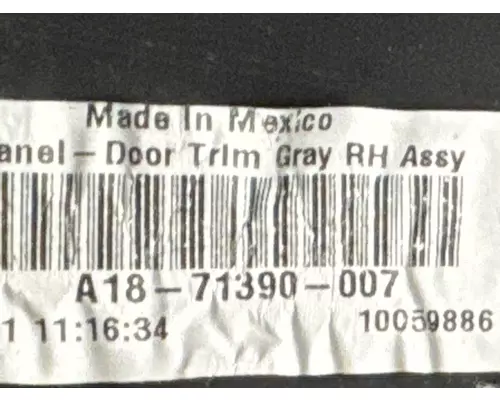 Made In Mexico
anel - Door Trim Gray RH Assy
A18-71390-007
1 11:16:34 10059886